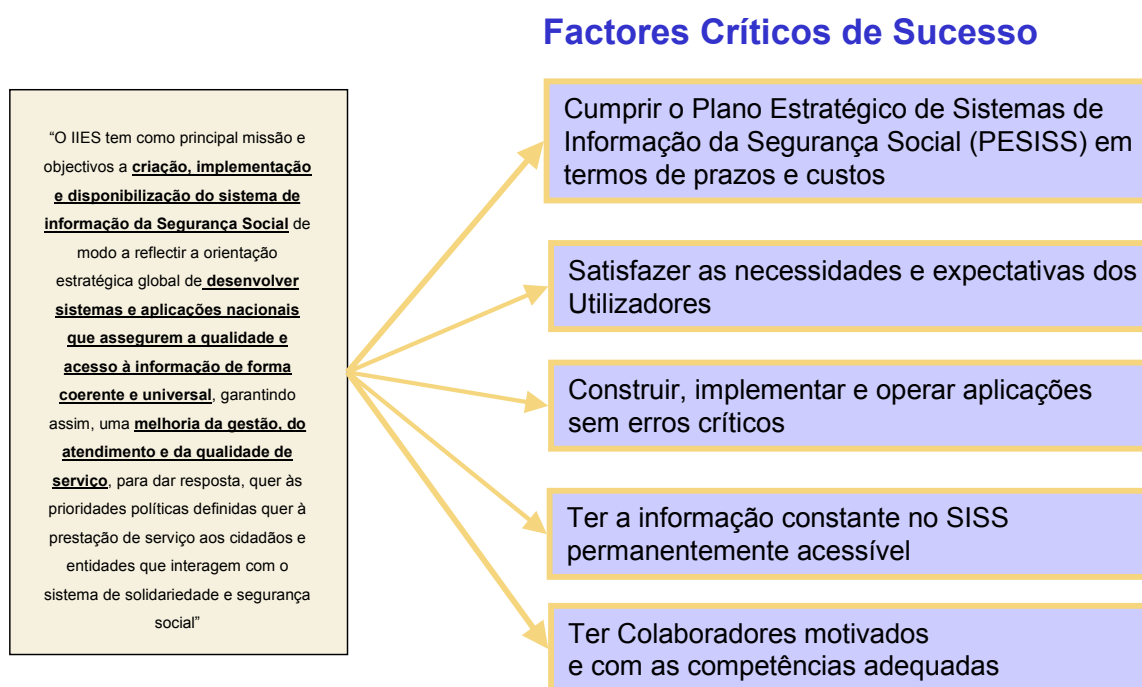 Factores Críticos de Sucesso
“O IIES tem como principal missão e
objectivos a criação, implementação
e disponibilização do sistema de
informação da Segurança Social de
modo a reflectir a orientação
estratégica global de desenvolver
sistemas e aplicações nacionais
que assegurem a qualidade e
acesso à informação de forma
coerente e universal, garantindo
assim, uma melhoria da gestão, do
atendimento e da qualidade de
serviço, para dar resposta, quer às
prioridades políticas definidas quer à
prestação de serviço aos cidadãos e
entidades que interagem com o
sistema de solidariedade e segurança
social”
Cumprir o Plano Estratégico de Sistemas de
Informação da Segurança Social (PESISS) em
termos de prazos e custos
Satisfazer as necessidades e expectativas dos
Utilizadores
Construir, implementar e operar aplicações
sem erros críticos
Ter a informação constante no SISS
permanentemente acessível
Ter Colaboradores motivados
e com as competências adequadas